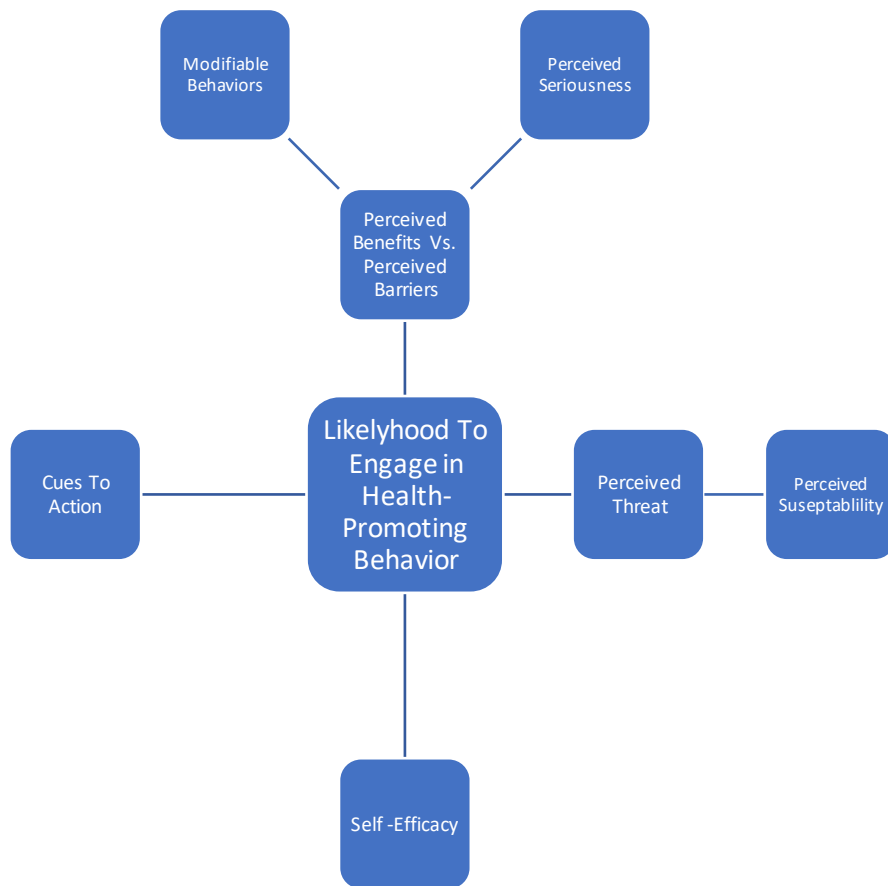 Modifiable
Behaviors
Perceived
Seriousness
Perceived
Benefits Vs.
Perceived
Barriers
Cues To
Action
Likelyhood To
Engage in
Health-
Promoting
Behavior
Perceived
Threat
Perceived
Suseptablility
Self -Efficacy